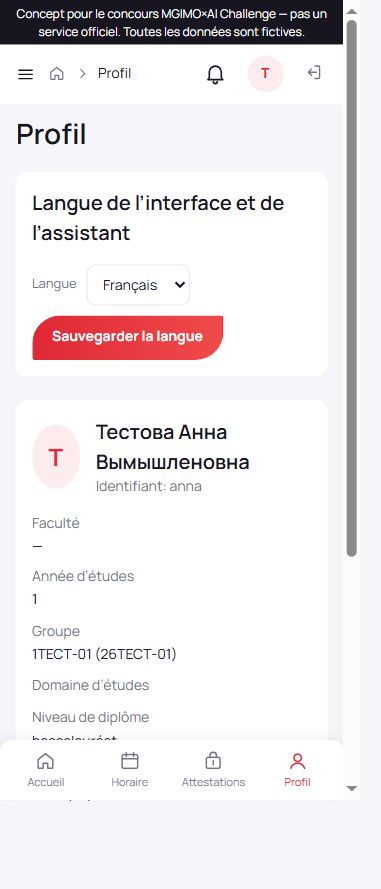 Concept pour le concours MGIMO×AI Challenge — pas un
service officiel. Toutes les données sont fictives.
Profil
T
Profil
Langue de l'interface et de
l'assistant
Langue
Français
Sauvegarder la langue
T
Тестова Анна
Вымышленовна
Identifiant: anna
Faculté
—
Année d'études
1
Groupe
1ТЕСТ-01 (26ТЕСТ-01)
Domaine d'études
Niveau de diplôme
Accueil
Horaire
Attestations
Profil